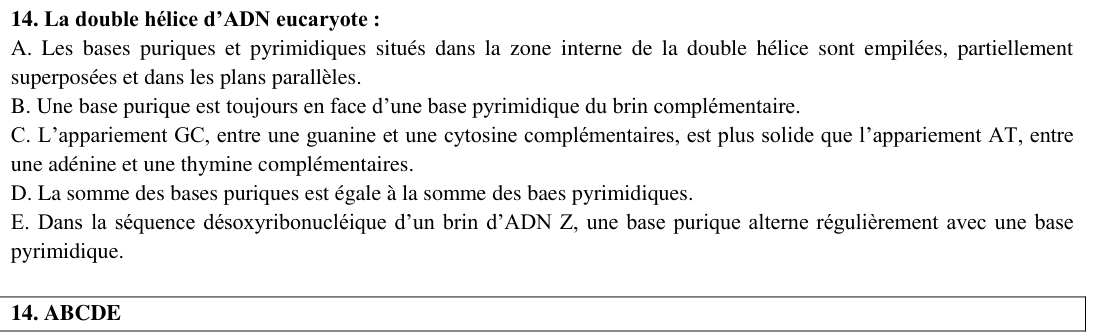 14. La double hélice d’ADN eucaryote :
A. Les bases puriques et pyrimidiques situés dans la zone interne de la double hélice sont empilées, partiellement
superposées et dans les plans parallèles.
B. Une base purique est toujours en face d’une base pyrimidique du brin complémentaire.
C. L’appariement GC, entre une guanine et une cytosine complémentaires, est plus solide que l’appariement AT, entre
une adénine et une thymine complémentaires.
D. La somme des bases puriques est égale à la somme des baes pyrimidiques.
E. Dans la séquence désoxyribonucléique d’un brin d’ADN Z, une base purique alterne régulièrement avec une base
pyrimidique.
14. ABCDE